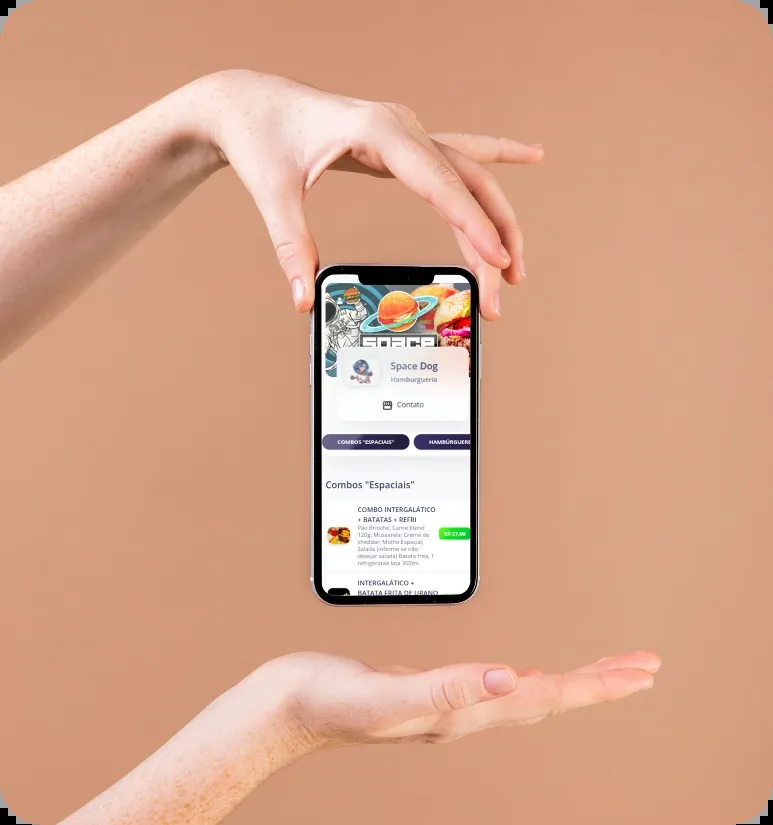 space
Space Dog
Hamburgueria
Contato
COMBOS "ESPACIAIS" HAMBÚRGUERE
Combos "Espaciais"
COMBO INTERGALÁTICO
+ BATATAS + REFRI
Pão Brioche; Carne blend
120g; Mussarela; Creme de
cheddar; Molho Espacial;
Salada (informe se não
desejar salada) Batata frita, 1
refrigerante lata 350ml
R$ 27,00
INTERGALÁTICO +
BATATA FRITA DE URANO